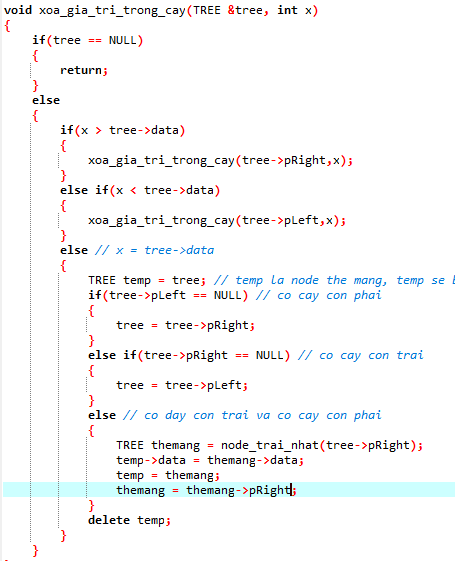 void xoa_gia_tri_trong_cay(TREE &tree, int x)
{
    if(tree == NULL)
    {
        return;
    }
    else
    {
        if(x > tree->data)
        {
            xoa_gia_tri_trong_cay(tree->pRight,x);
        }
        else if(x < tree->data)
        {
            xoa_gia_tri_trong_cay(tree->pLeft,x);
        }
        else // x = tree->data
        {
            TREE temp = tree; // temp la node the mang, temp se
            if(tree->pLeft == NULL) // co cay con phai
            {
                tree = tree->pRight;
            }
            else if(tree->pRight == NULL) // co cay con trai
            {
                tree = tree->pLeft;
            }
            else // co day con trai va co cay con phai
            {
                TREE themang = node_trai_nhat(tree->pRight);
                temp->data = themang->data;
                temp = themang;
                themang = themang->pRight;
            }
            delete temp;
        }
    }